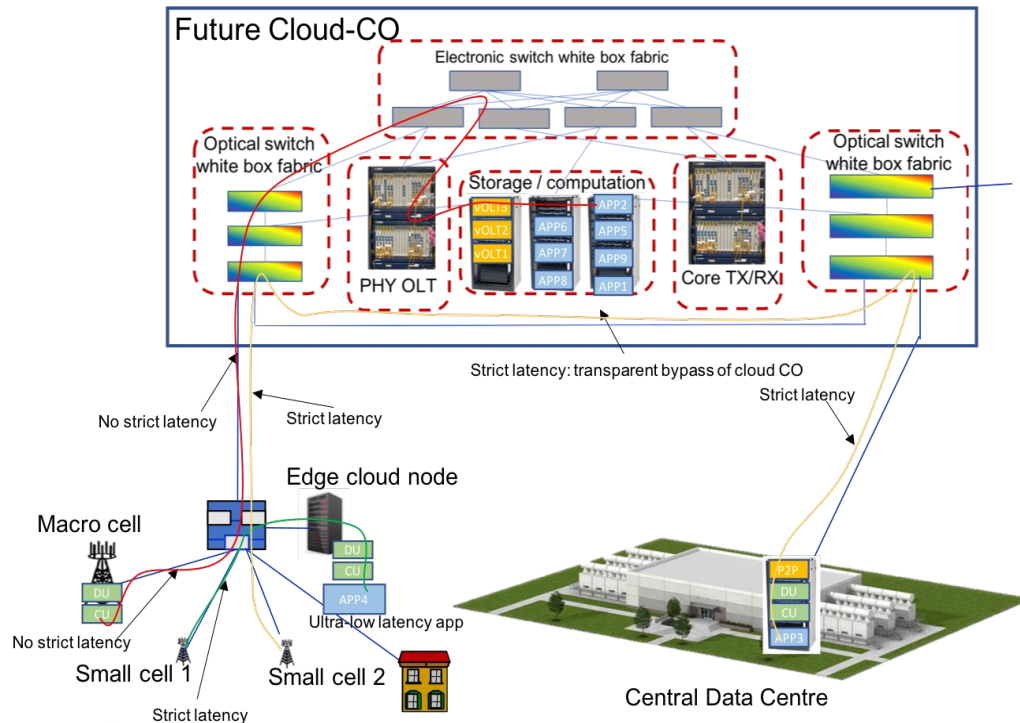 Future Cloud-CO
Electronic switch white box fabric
Optical switch
white box fabric
Optical switch
white box fabric
Storage / computation
vOLT3
vOLT2
vOLT1
APP6
APP7
APP8
APP2
APP5
APP9
APP1
PHY OLT
Core TX/RX
Strict latency: transparent bypass of cloud CO
No strict latency
Strict latency
Strict latency
Edge cloud node
Macro cell
DU
CU
DU
CU
APP4
Ultra-low latency app
No strict latency
Small cell 1
Small cell 2
Strict latency
P2P
DU
CU
APP3
Central Data Centre